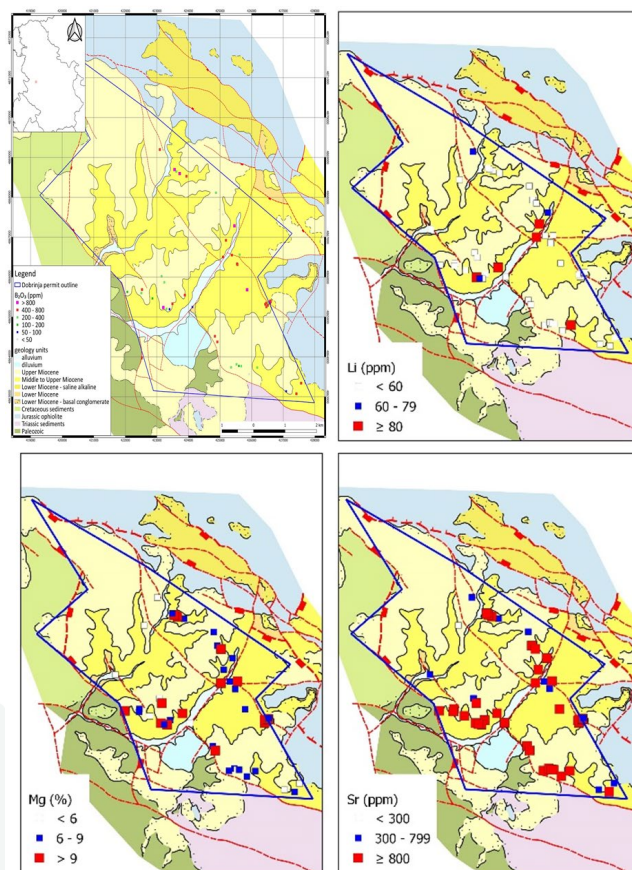 Legend
Dobrinja permit outline
B₂O₃ (ppm)
> 800
400 - 800
200 - 400
100 - 200
50 - 100
< 50
geology units
alluvium
diluvium
Upper Miocene
Middle to Upper Miocene
Lower Miocene - saline alkaline
Lower Miocene
Lower Miocene - basal conglomerate
Cretaceous sediments
Jurassic ophiolite
Triassic sediments
Paleozoic
Li (ppm)
< 60
60 - 79
≥ 80
Mg (%)
< 6
6 - 9
> 9
Sr (ppm)
< 300
300 - 799
≥ 800